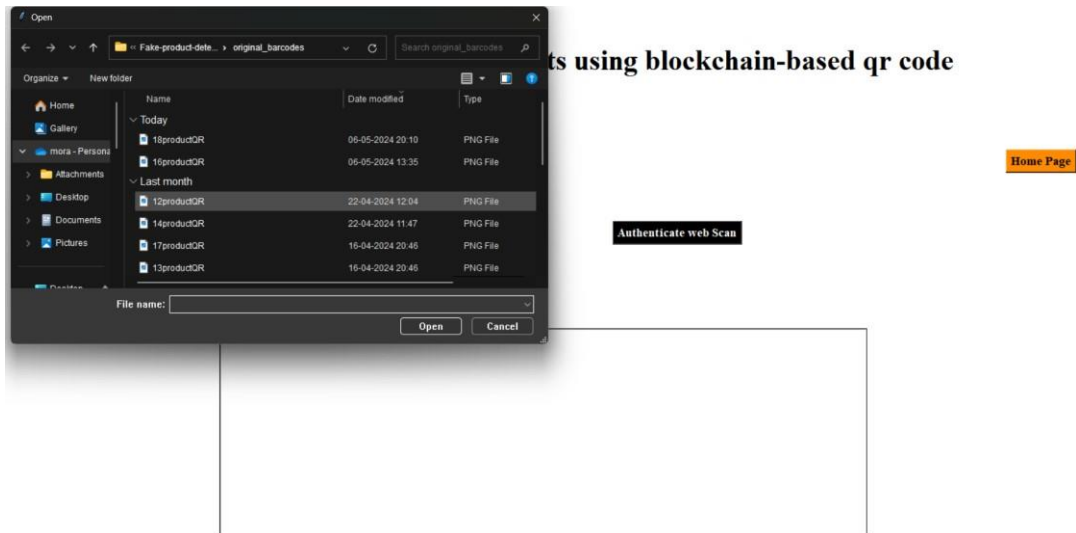 Open
« Fake-product-dete... › original_barcodes
Search original_barcodes
ts using blockchain-based qr code
Organize
New folder
Name
Date modified
Type
Home
Gallery
mora - Persona
Attachments
Desktop
Documents
Pictures
Today
18productQR 06-05-2024 20:10 PNG File
16productQR 06-05-2024 13:35 PNG File
Last month
12productQR 22-04-2024 12:04 PNG File
14productQR 22-04-2024 11:47 PNG File
17productQR 16-04-2024 20:46 PNG File
13productQR 16-04-2024 20:46 PNG File
Desktop
File name:
Open
Cancel
Home Page
Authenticate web Scan